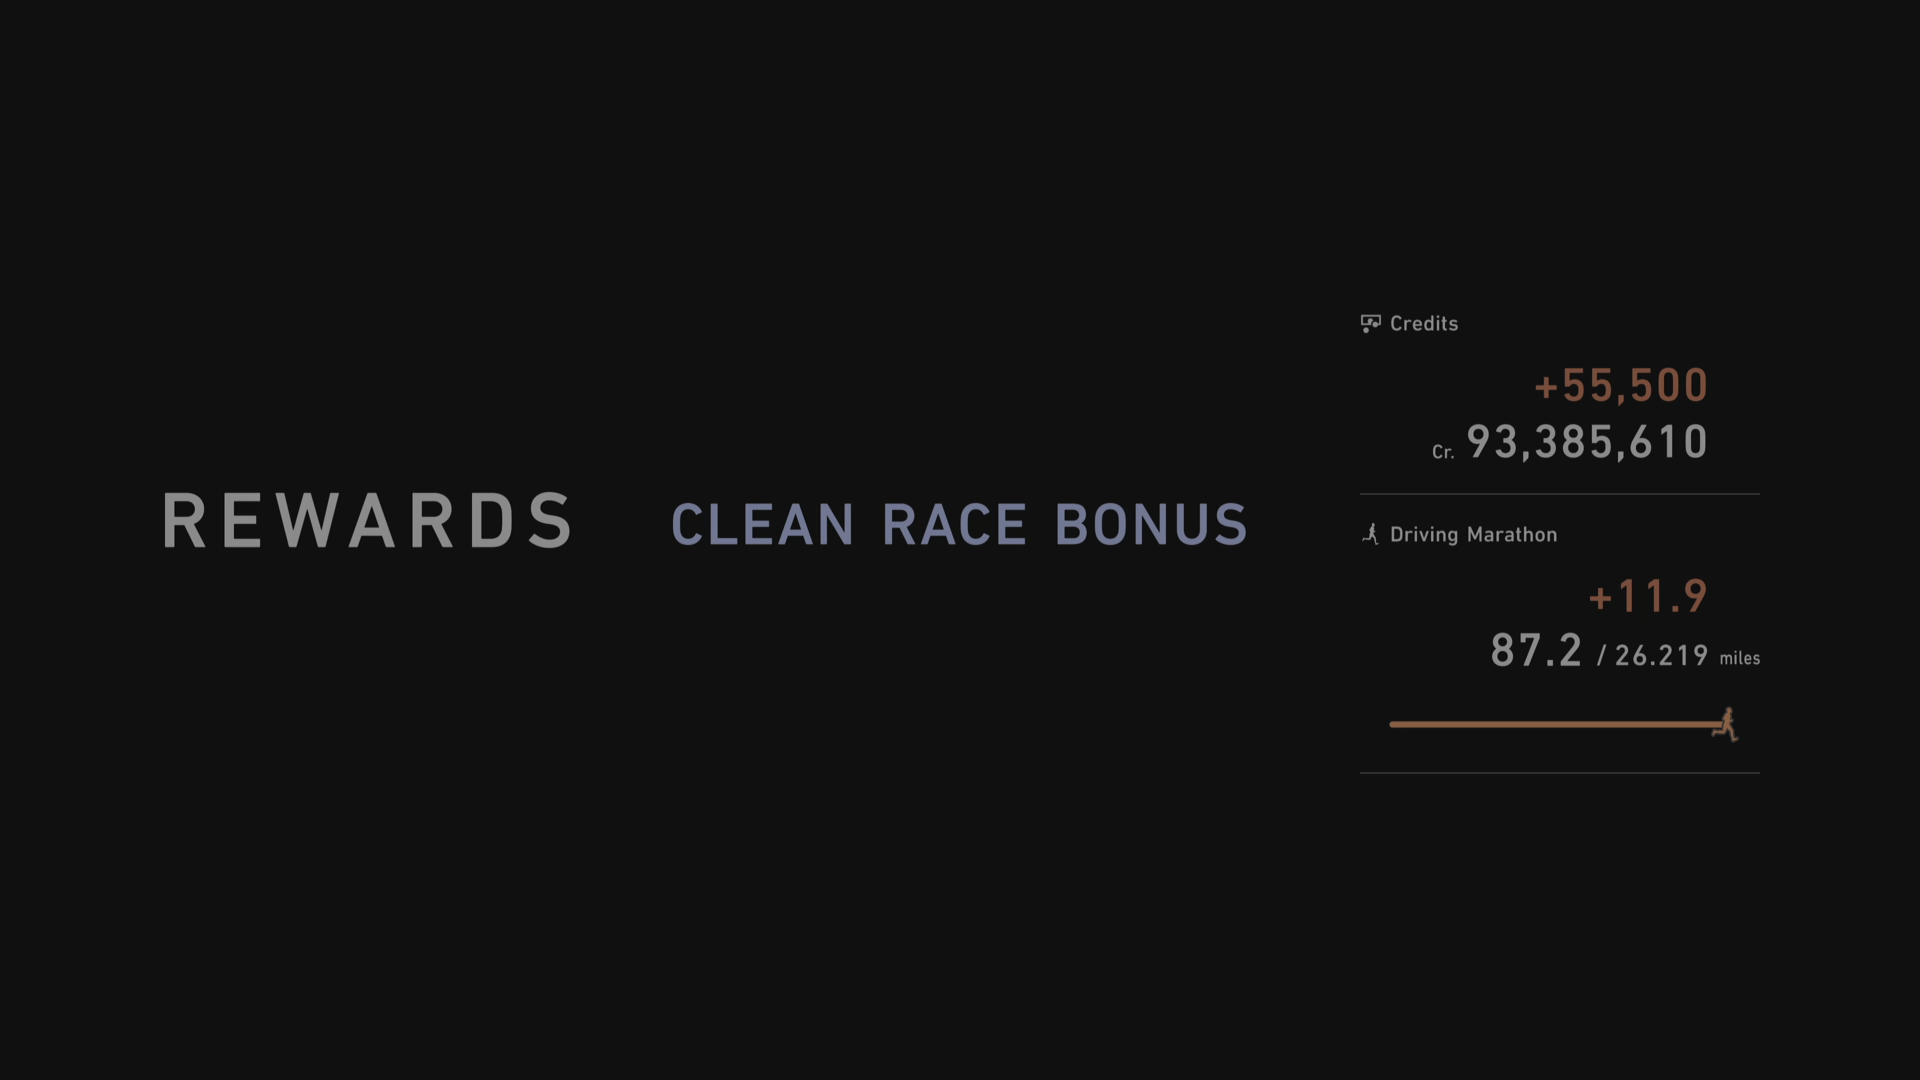 REWARDS
CLEAN RACE BONUS
Credits
+55,500
Cr. 93,385,610
Driving Marathon
+11.9
87.2 / 26.219 miles